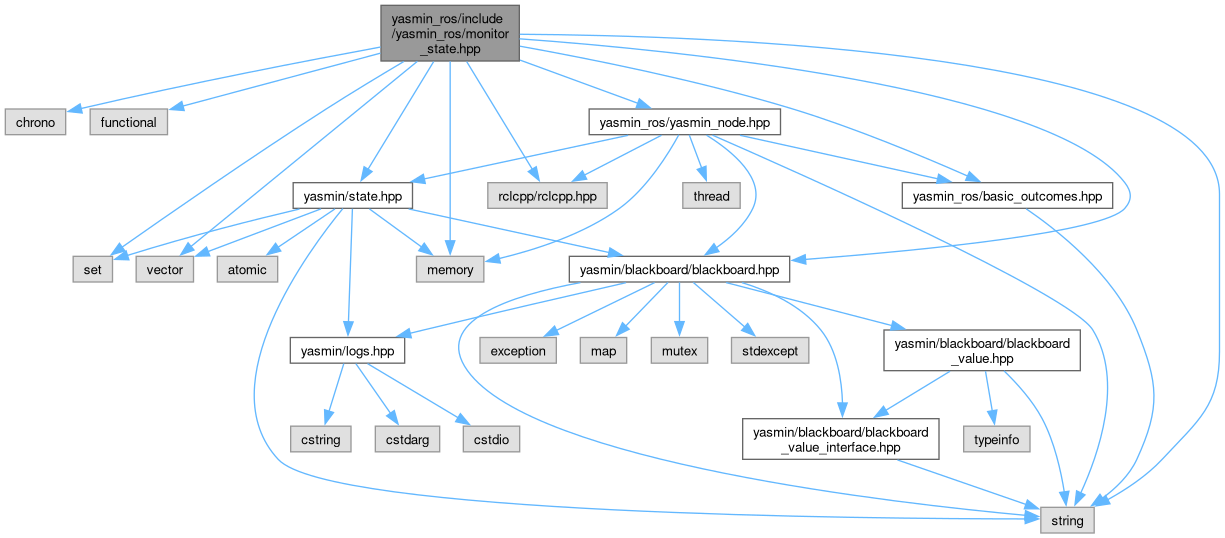 yasmin_ros/include
/yasmin_ros/monitor
_state.hpp
chrono
functional
yasmin_ros/yasmin_node.hpp
yasmin/state.hpp
rclcpp/rclcpp.hpp
thread
yasmin_ros/basic_outcomes.hpp
set
vector
atomic
memory
yasmin/blackboard/blackboard.hpp
yasmin/logs.hpp
exception
map
mutex
stdexcept
yasmin/blackboard/blackboard
_value.hpp
cstring
cstdarg
cstdio
yasmin/blackboard/blackboard
_value_interface.hpp
typeinfo
string